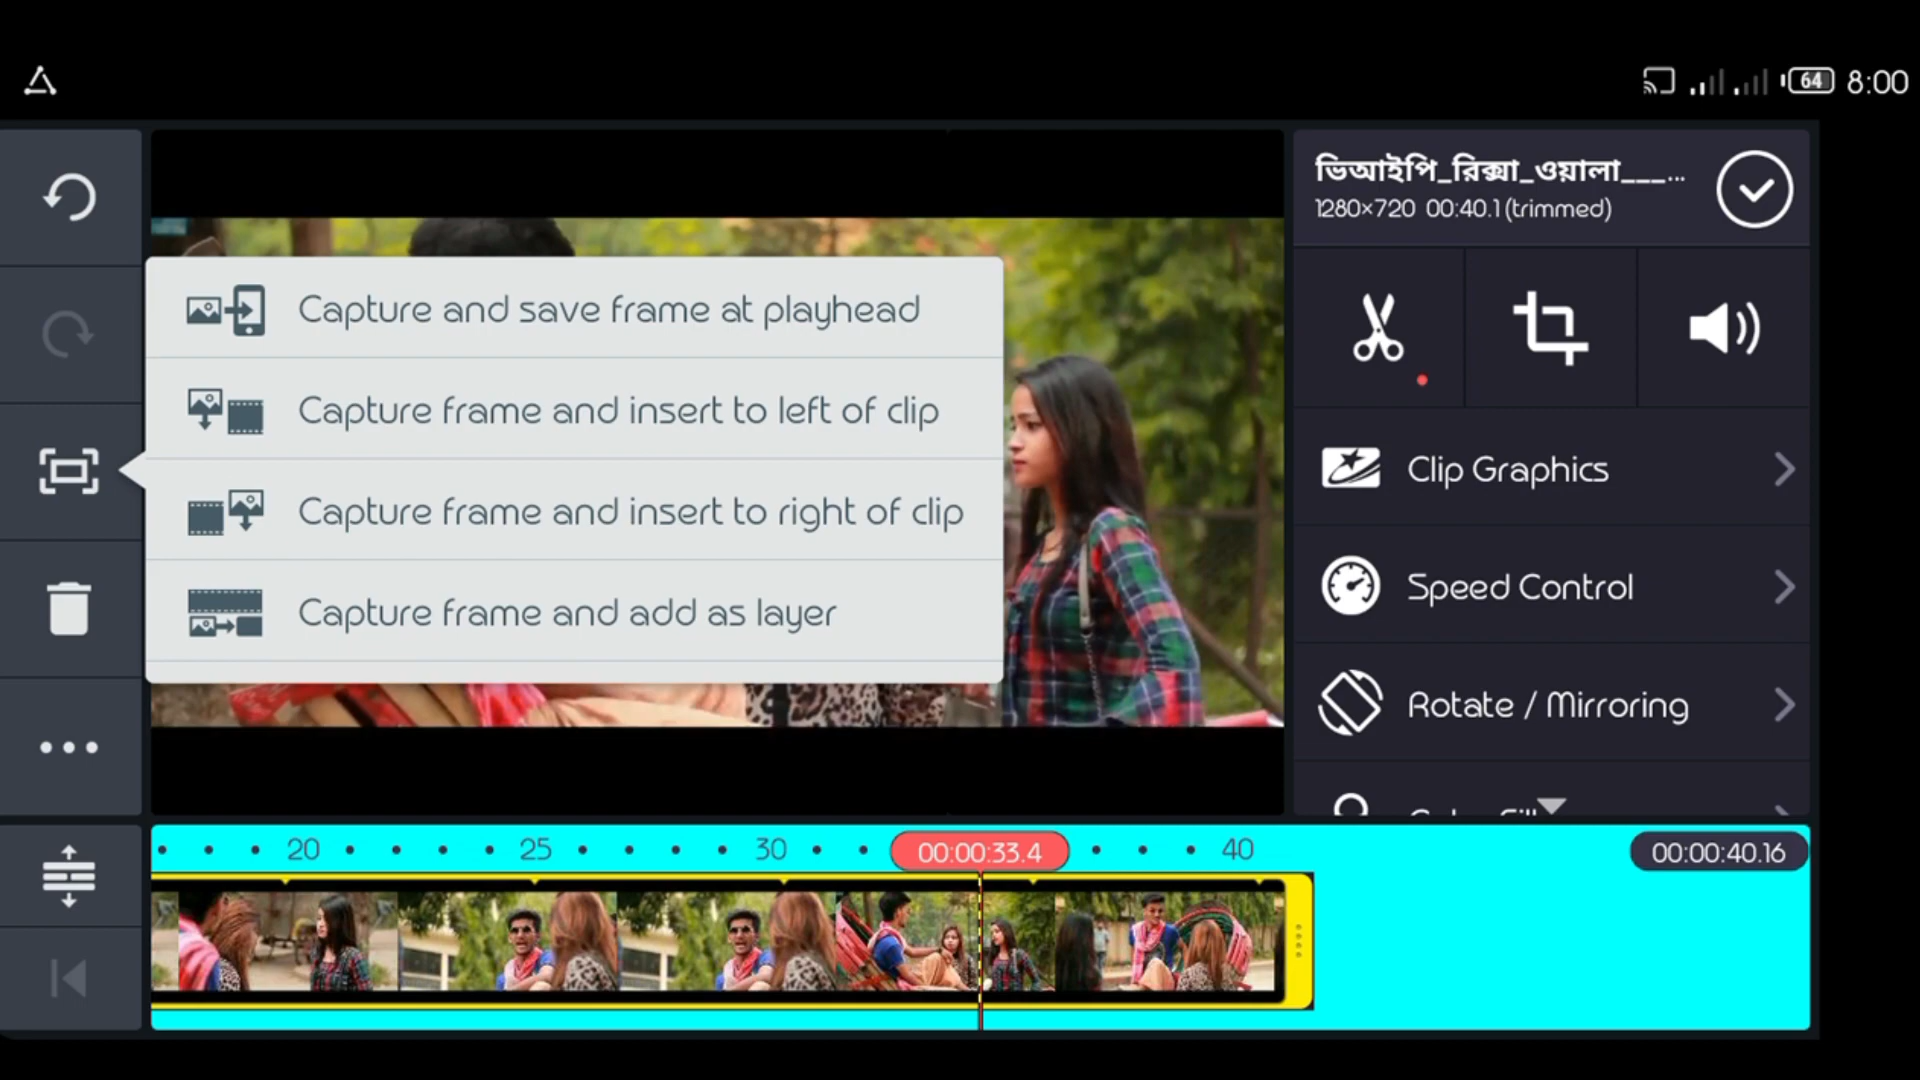 64 8:00
ভিআইপি_রিক্সা_ওয়ালা___...
1280×720 00:40.1 (trimmed)
Capture and save frame at playhead
Capture frame and insert to left of clip
Capture frame and insert to right of clip
Capture frame and add as layer
Clip Graphics
Speed Control
Rotate / Mirroring
20 25 30 00:00:33.4 40 00:00:40.16